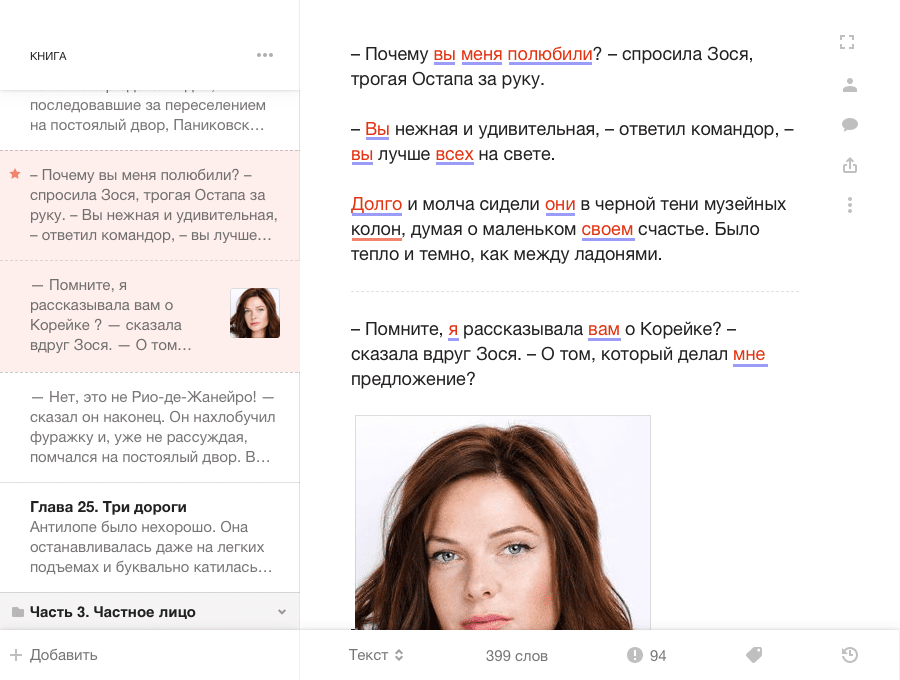 КНИГА
последовавшие за переселением
на постоялый двор, Паниковск…
– Почему вы меня полюбили? –
спросила Зося, трогая Остапа за
руку. – Вы нежная и удивительная,
– ответил командор, – вы лучше…
— Помните, я
рассказывала вам о
Корейке ? — сказала
вдруг Зося. — О том…
— Нет, это не Рио-де-Жанейро! —
сказал он наконец. Он нахлобучил
фуражку и, уже не рассуждая,
помчался на постоялый двор. В…
Глава 25. Три дороги
Антилопе было нехорошо. Она
останавливалась даже на легких
подъемах и буквально катилась…
Часть 3. Частное лицо
Добавить
– Почему вы меня полюбили? – спросила Зося,
трогая Остапа за руку.
– Вы нежная и удивительная, – ответил командор, –
вы лучше всех на свете.
Долго и молча сидели они в черной тени музейных
колон, думая о маленьком своем счастье. Было
тепло и темно, как между ладонями.
– Помните, я рассказывала вам о Корейке? –
сказала вдруг Зося. – О том, который делал мне
предложение?
Текст
399 слов
94